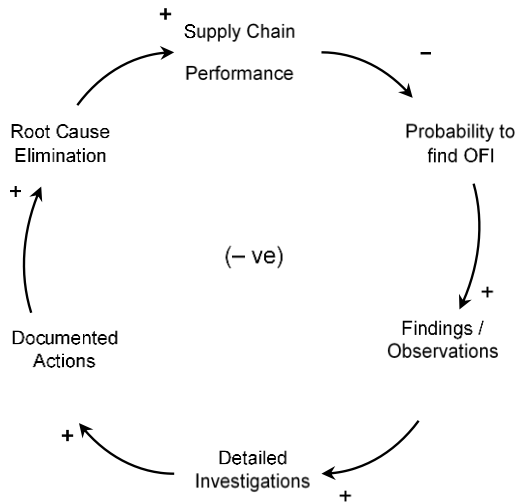 +
Supply Chain
Performance
–
Probability to
find OFI
+
Findings /
Observations
+
Detailed
Investigations
+
Documented
Actions
+
Root Cause
Elimination
(– ve)